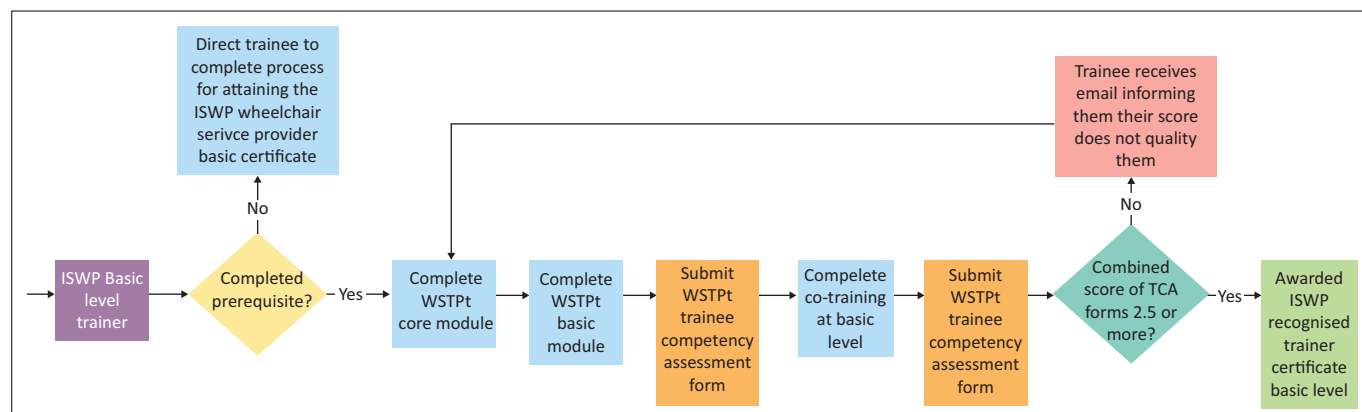 Direct trainee to
complete process
for attaining the
ISWP wheelchair
serivce provider
basic certificate
Trainee receives
email informing
them their score
does not quality
them
No
No
ISWP Basic
level
trainer
Completed
prerequisite?
Yes
Complete
WSTPt
core module
Complete
WSTPt
basic
module
Submit
WSTPt
trainee
competency
assessment
form
Compelete
co-training
at basic
level
Submit
WSTPt
trainee
competency
assessment
form
Combined
score of TCA
forms 2.5 or
more?
Yes
Awarded
ISWP
recognised
trainer
certificate
basic level